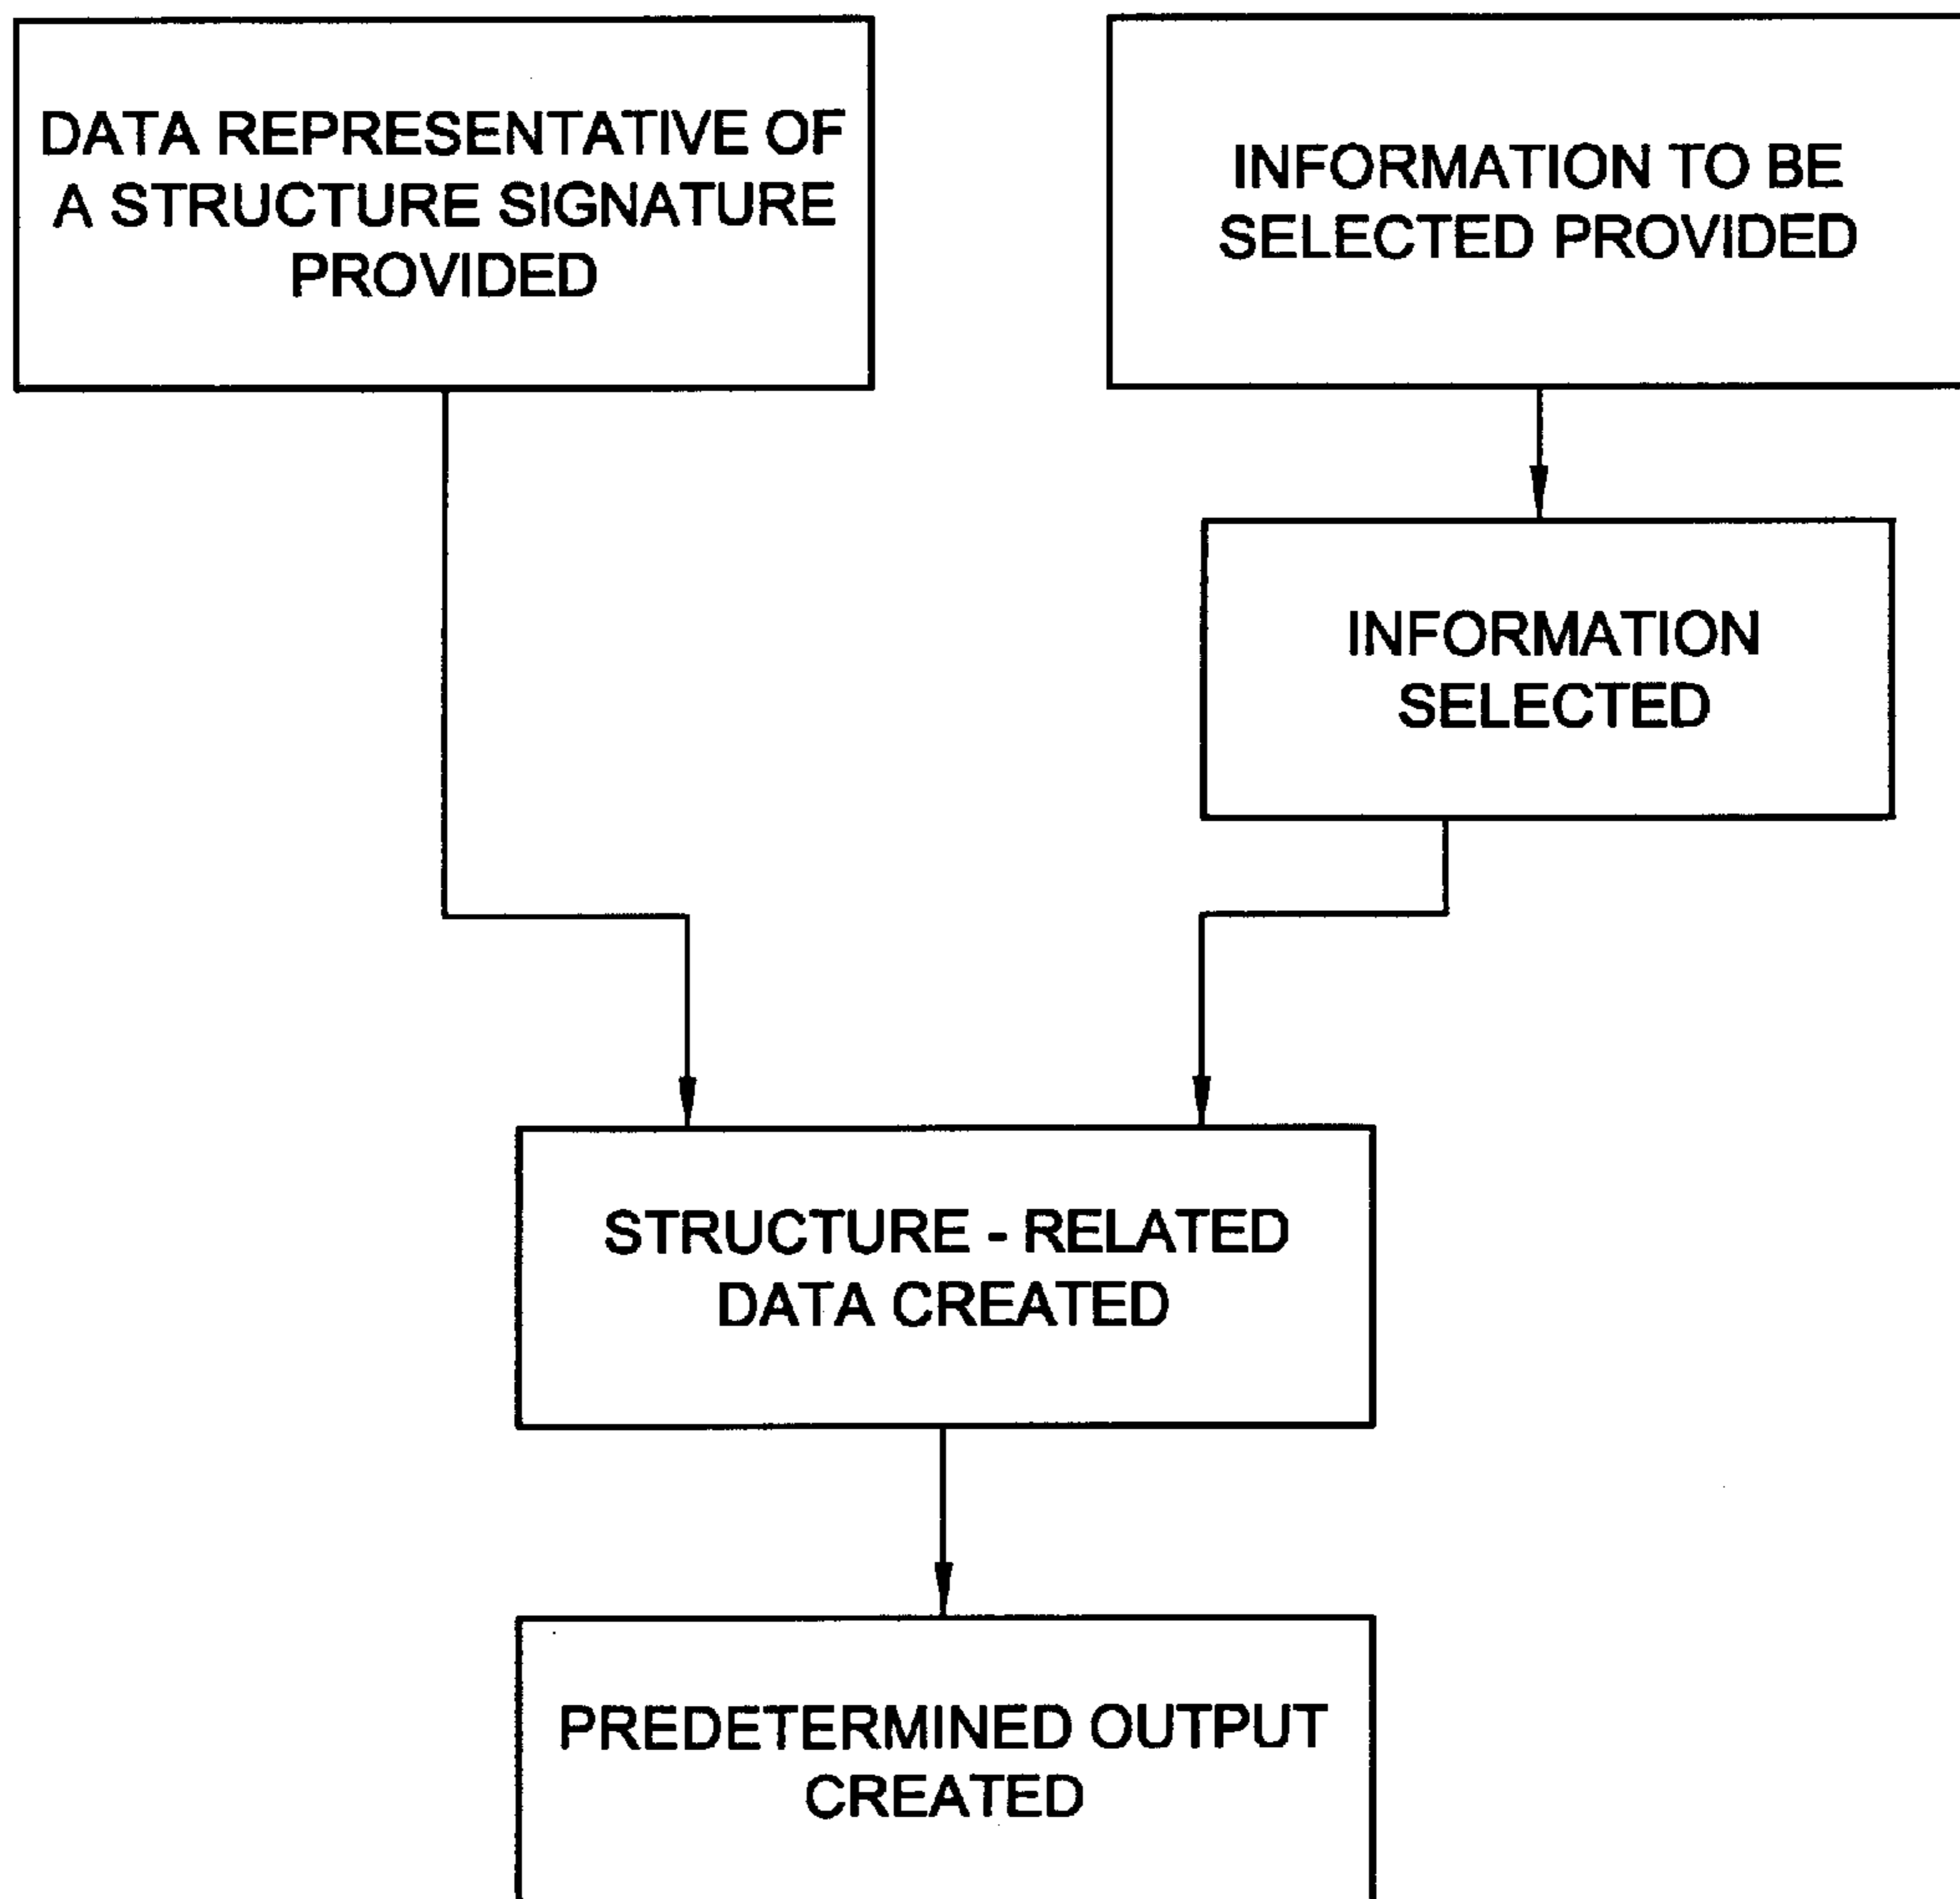 DATA REPRESENTATIVE OF
A STRUCTURE SIGNATURE
PROVIDED
INFORMATION TO BE
SELECTED PROVIDED
INFORMATION
SELECTED
STRUCTURE - RELATED
DATA CREATED
PREDETERMINED OUTPUT
CREATED